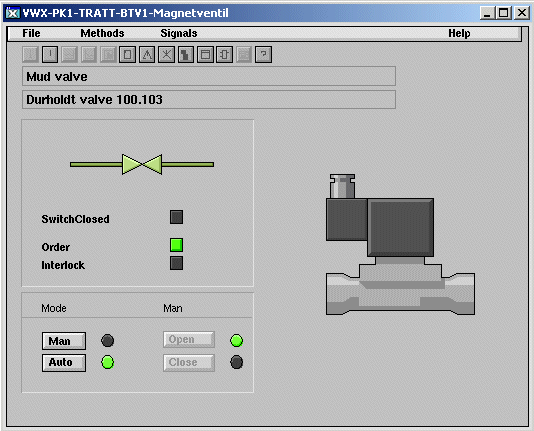 VWX-PK1-TRATT-BTV1-Magnetventil
File Methods Signals Help
Mud valve
Durholdt valve 100.103
SwitchClosed
Order
Interlock
Mode Man
Man Open
Auto Close